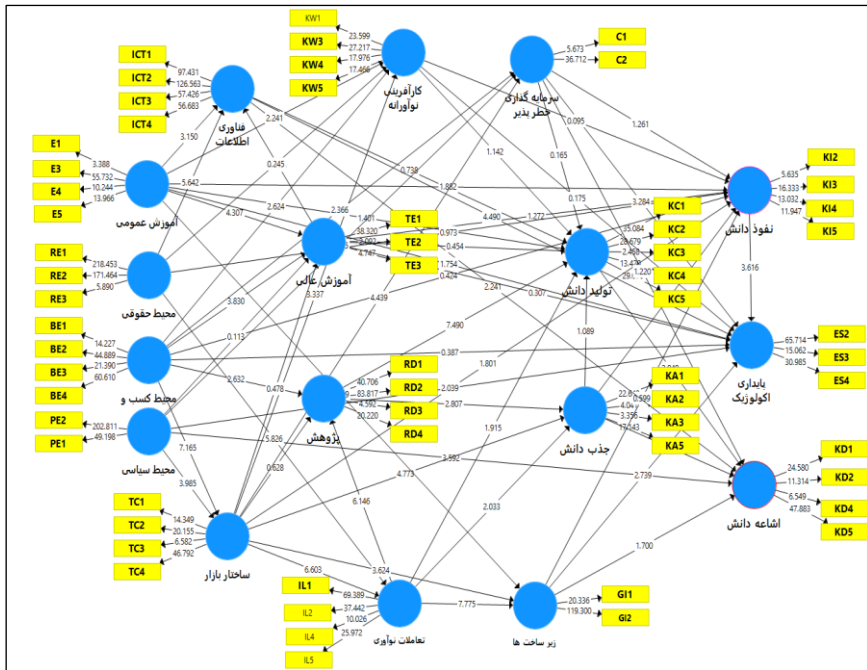 KW1
23.599
KW3
27.217
KW4
17.976
KW5
17.466
کارآفرینی
نوآورانه
C1
5.673
C2
36.712
سرمایه گذاری
خطر پذیر
ICT1
97.431
ICT2
126.563
ICT3
57.426
ICT4
56.683
فناوری
اطلاعات
E1
3.388
E3
55.732
E4
10.244
E5
13.966
آموزش عمومی
3.150
2.241
0.245
5.642
4.307
2.624
2.366
0.738
1.142
0.165
0.095
1.261
0.175
1.882
3.284
KI2
5.635
KI3
16.333
KI4
13.032
KI5
11.947
نفوذ دانش
RE1
218.453
RE2
171.464
RE3
5.890
محیط حقوقی
آموزش عالی
TE1
38.320
TE2
TE3
4.747
1.272
4.490
0.973
0.454
1.754
0.424
2.241
0.307
KC1
35.084
KC2
28.679
KC3
KC4
KC5
1.220
تولید دانش
3.616
BE1
14.227
BE2
44.889
BE3
21.390
BE4
60.610
محیط کسب و
3.830
0.113
2.632
3.337
4.439
7.490
1.801
1.089
0.387
ES2
65.714
ES3
15.062
ES4
30.985
پایداری
اکولوژیک
PE2
202.811
PE1
49.198
محیط سیاسی
0.478
7.165
3.985
5.826
0.628
RD1
40.706
RD2
83.817
RD3
4.592
RD4
20.220
پژوهش
2.039
2.807
3.592
4.773
1.915
KA1
KA2
KA3
3.356
KA5
17.143
0.599
جذب دانش
2.739
KD1
24.580
KD2
11.314
KD4
6.549
KD5
47.883
اشاعه دانش
TC1
14.349
TC2
20.155
TC3
6.582
TC4
46.792
ساختار بازار
6.146
2.033
1.700
6.603
3.624
7.775
IL1
69.389
IL2
37.442
IL4
10.026
IL5
25.972
تعاملات نوآوری
GI1
20.336
GI2
119.300
زیر ساخت ها